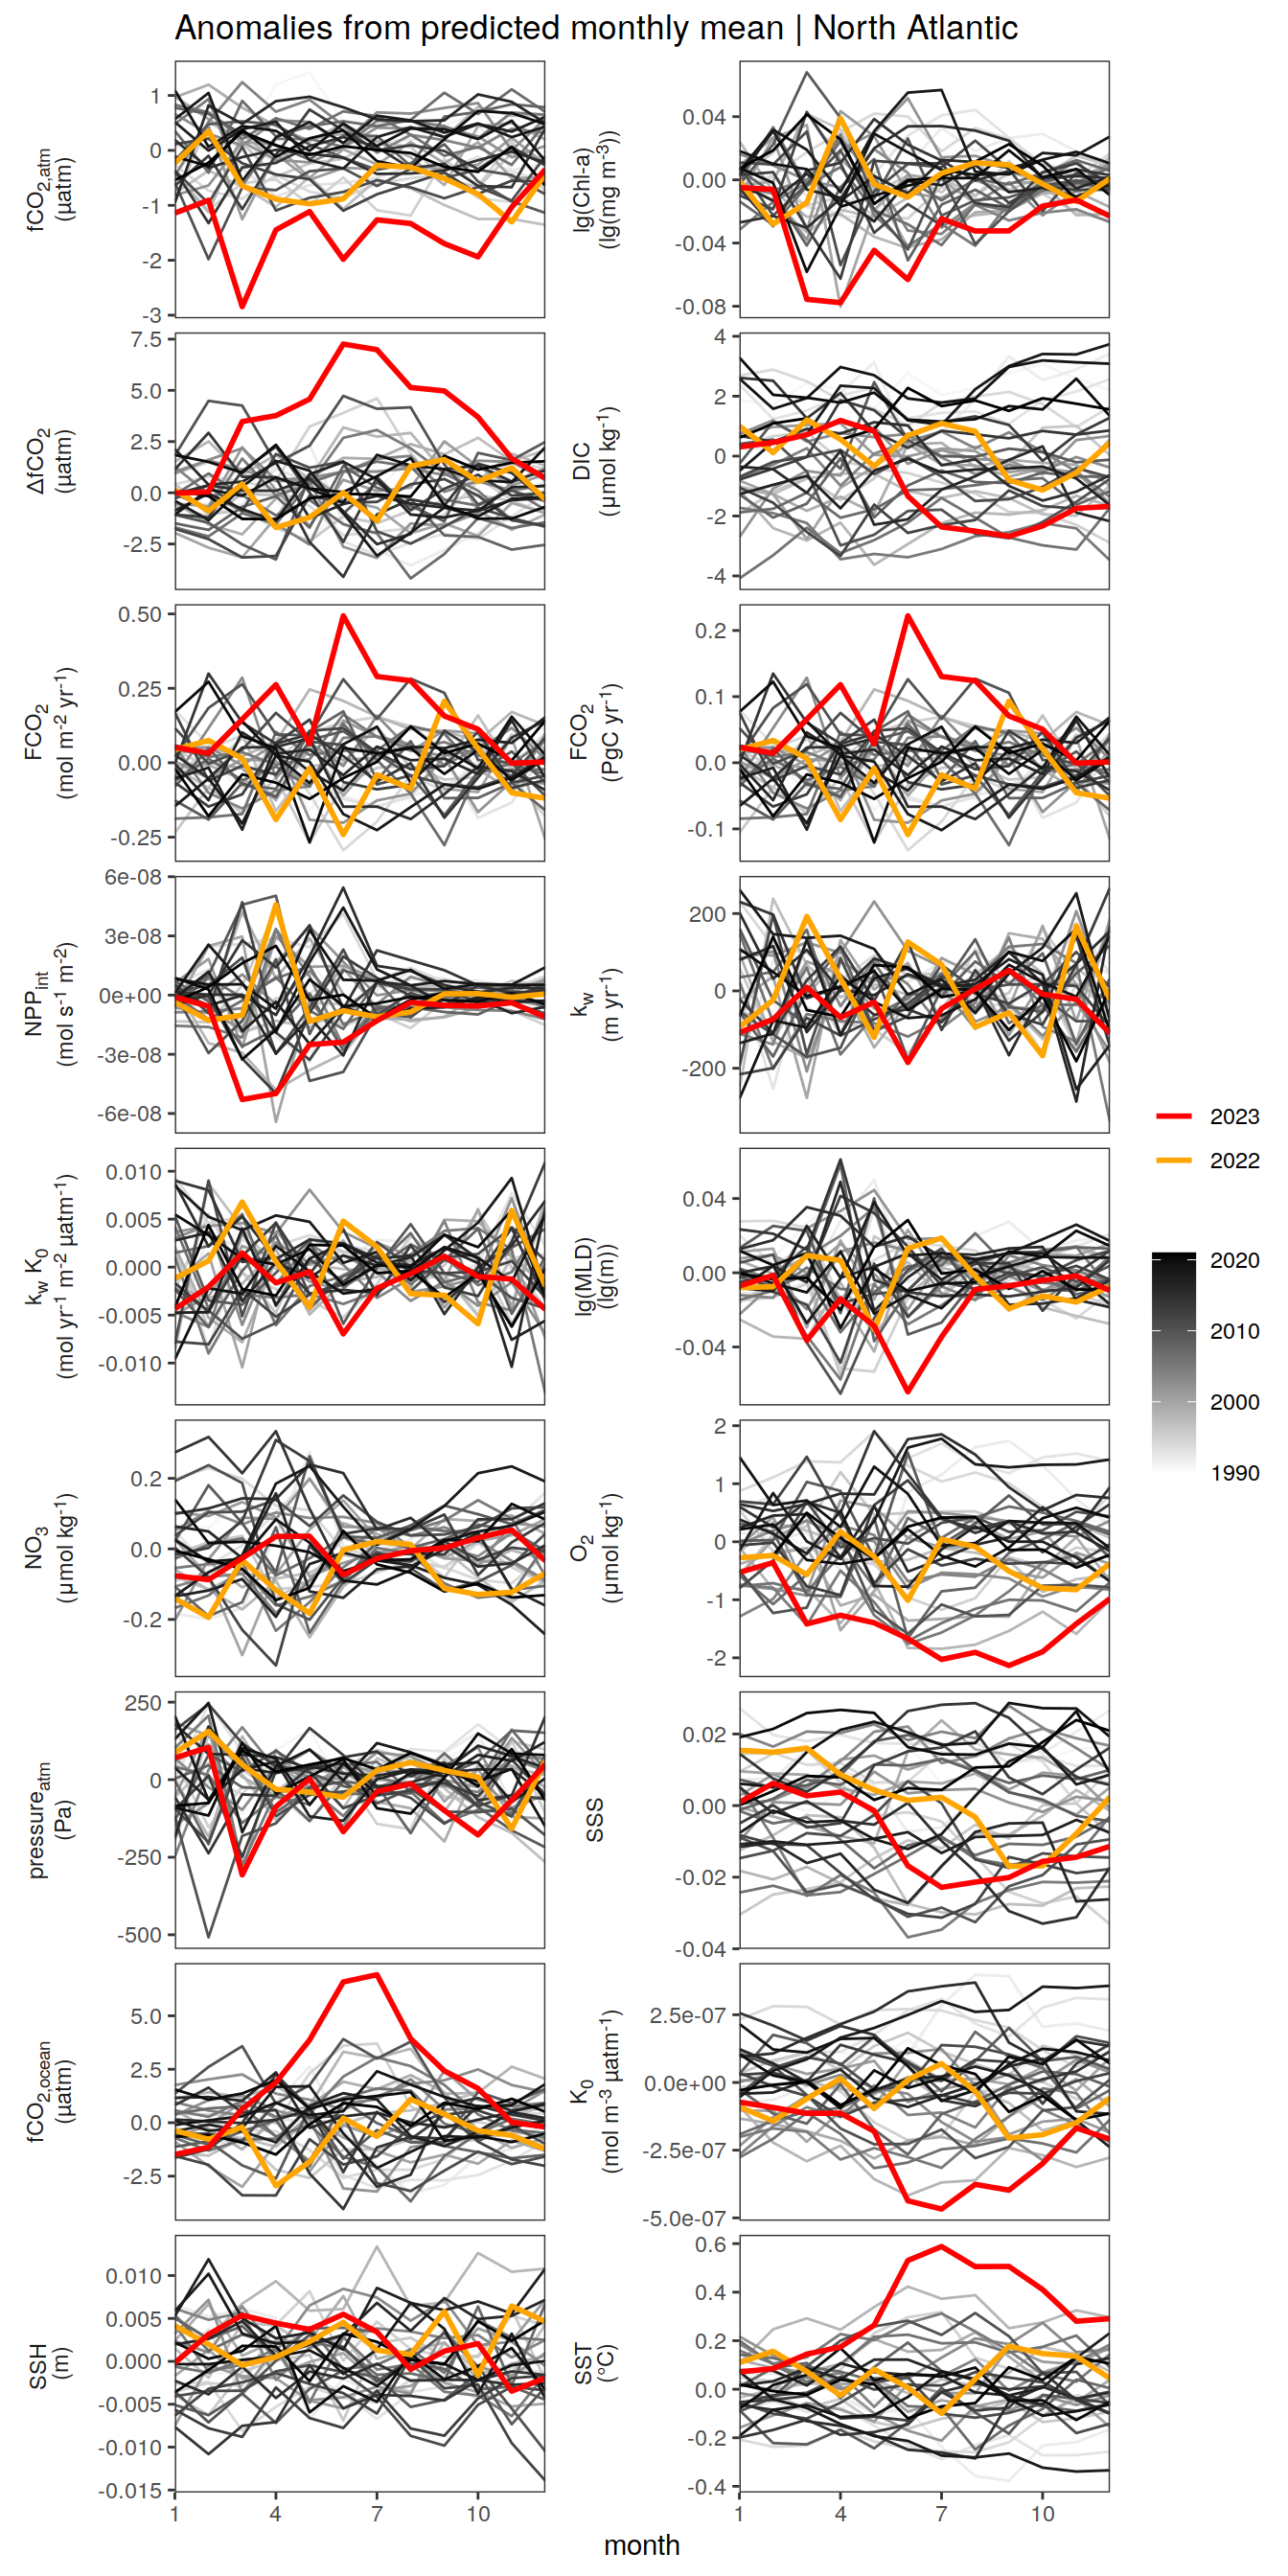 Anomalies from predicted monthly mean | North Atlantic
fCO2,atm
(µatm)
1
0
-1
-2
-3
lg(Chl-a)
(lg(mg m-3))
0.04
0.00
-0.04
-0.08
ΔfCO2
(µatm)
7.5
5.0
2.5
0.0
-2.5
DIC
(µmol kg-1)
4
2
0
-2
-4
FCO2
(mol m-2 yr-1)
0.50
0.25
0.00
-0.25
FCO2
(PgC yr-1)
0.2
0.1
0.0
-0.1
NPPint
(mol s-1 m-2)
6e-08
3e-08
0e+00
-3e-08
-6e-08
kw
(m yr-1)
200
0
-200
kw K0
(mol yr-1 m-2 µatm-1)
0.010
0.005
0.000
-0.005
-0.010
lg(MLD)
(lg(m))
0.04
0.00
-0.04
NO3
(µmol kg-1)
0.2
0.0
-0.2
O2
(µmol kg-1)
2
1
0
-1
-2
pressureatm
(Pa)
250
0
-250
-500
SSS
0.02
0.00
-0.02
-0.04
fCO2,ocean
(µatm)
5.0
2.5
0.0
-2.5
K0
(mol m-3 µatm-1)
2.5e-07
0.0e+00
-2.5e-07
-5.0e-07
SSH
(m)
0.010
0.005
0.000
-0.005
-0.010
-0.015
SST
(°C)
0.6
0.4
0.2
0.0
-0.2
-0.4
1 4 7 10
1 4 7 10
month
2023
2022
2020
2010
2000
1990